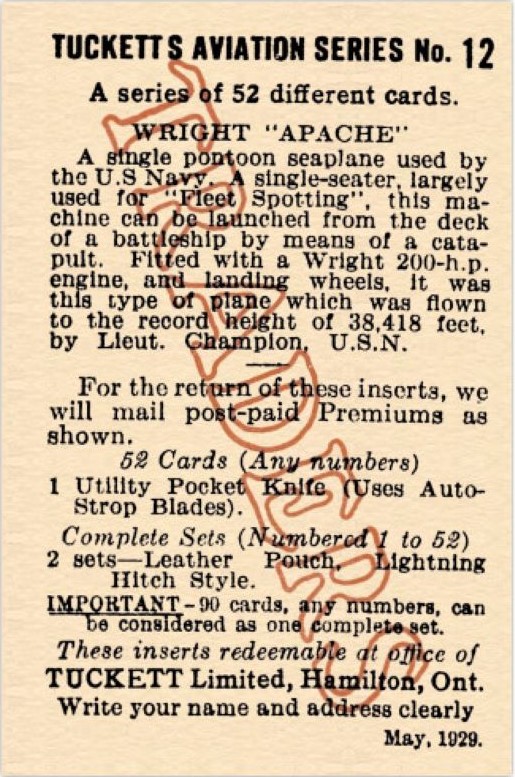 TUCKETTS AVIATION SERIES No. 12
A series of 52 different cards.
WRIGHT "APACHE"
A single pontoon seaplane used by
the U.S Navy. A single-seater, largely
used for "Fleet Spotting", this ma-
chine can be launched from the deck
of a battleship by means of a cata-
pult. Fitted with a Wright 200-h.p.
engine, and landing wheels, it was
this type of plane which was flown
to the record height of 38,418 feet,
by Lieut. Champion, U.S.N.
For the return of these inserts, we
will mail post-paid Premiums as
shown.
52 Cards (Any numbers)
1 Utility Pocket Knife (Uses Auto-
Strop Blades).
Complete Sets (Numbered 1 to 52)
2 sets—Leather Pouch, Lightning
Hitch Style.
IMPORTANT-90 cards, any numbers, can
be considered as one complete set.
These inserts redeemable at office of
TUCKETT Limited, Hamilton, Ont.
Write your name and address clearly
May, 1929.
TRADERS